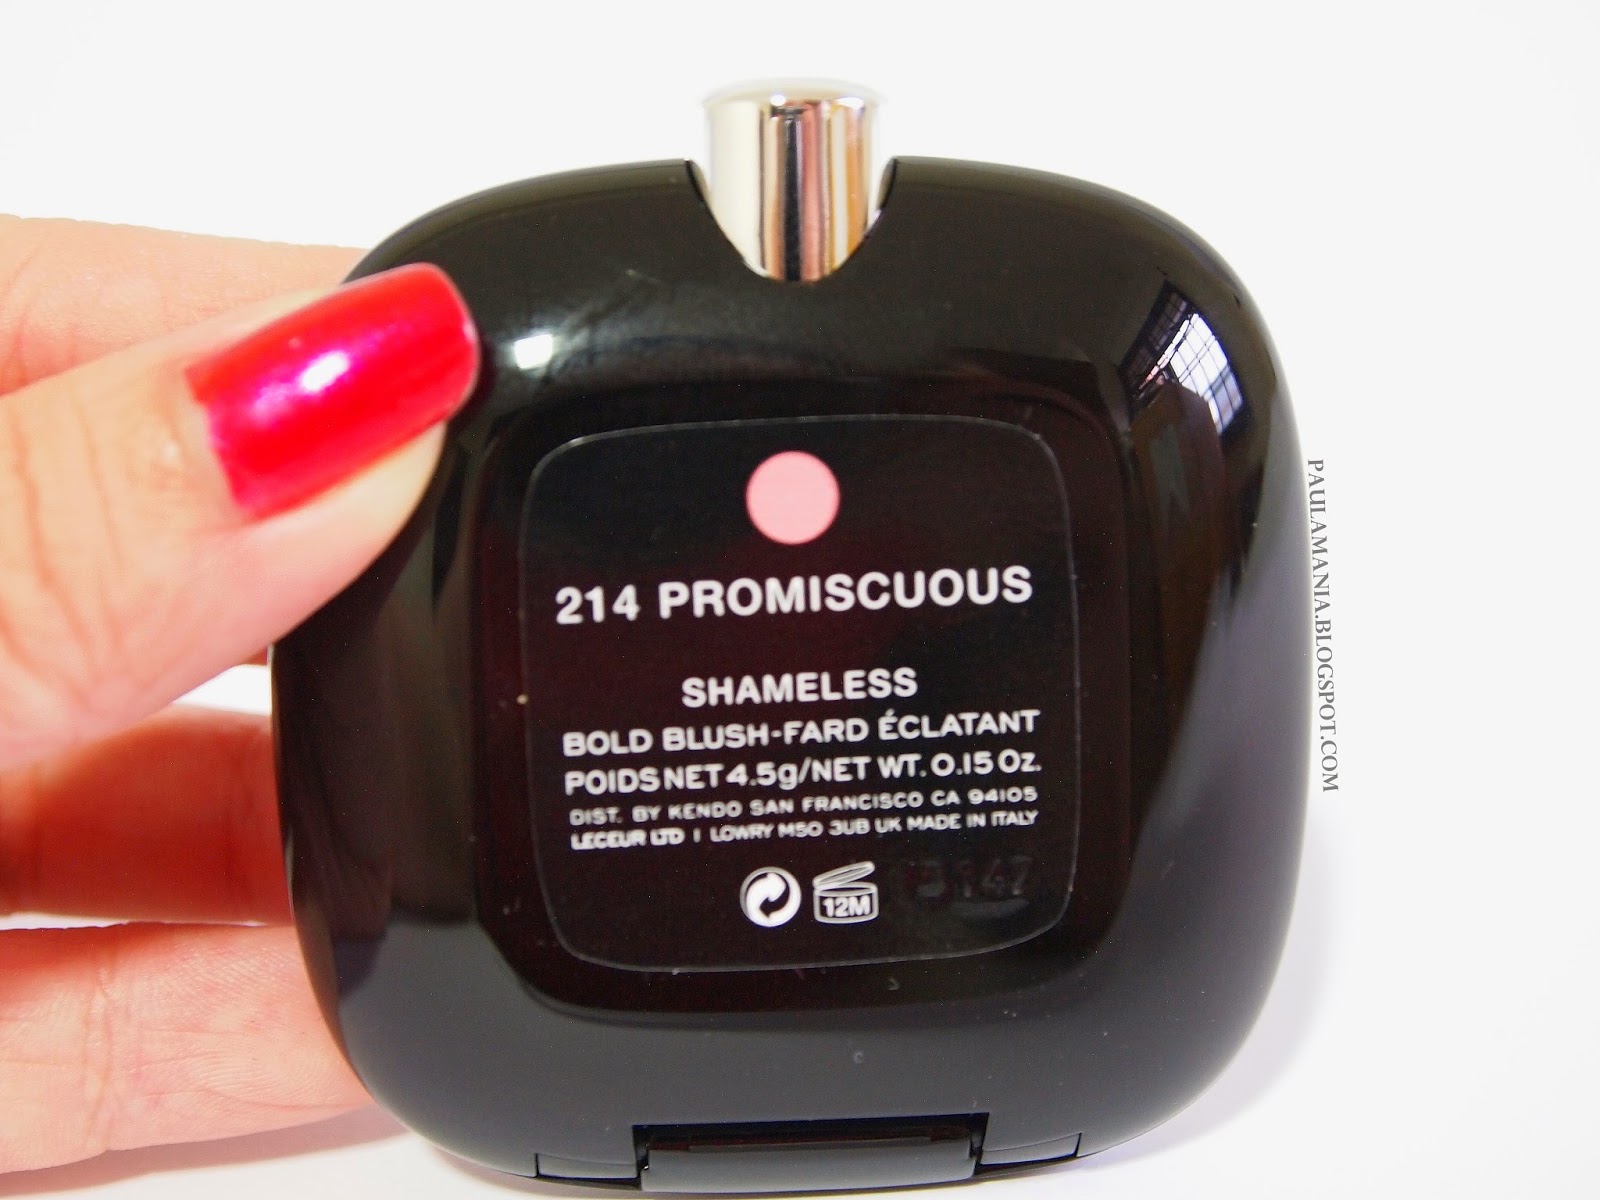 214 PROMISCUOUS
SHAMELESS
BOLD BLUSH-FARD ÉCLATANT
POIDS NET 4.5g/NET WT. 0.15 Oz.
DIST. BY KENDO SAN FRANCISCO CA 94105
LECEUR LTD 1 LOWRY M50 3UB UK MADE IN ITALY
12M
PAULAMANIA.BLOGSPOT.COM